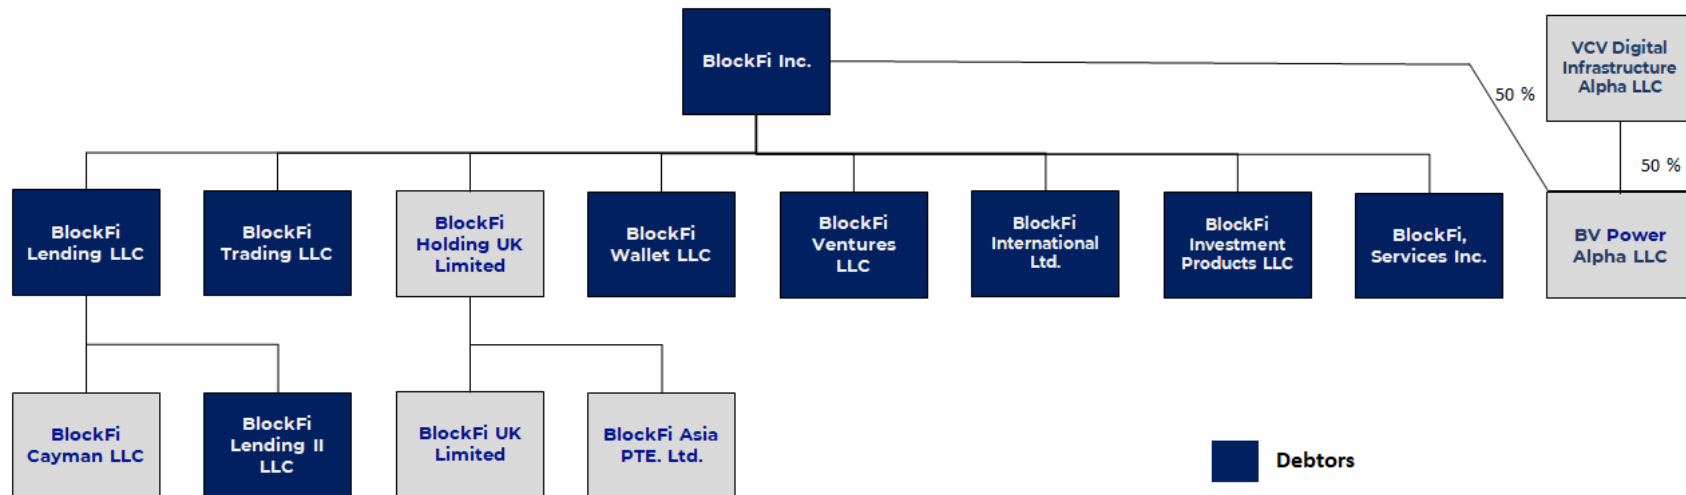 BlockFi Inc.
VCV Digital
Infrastructure
Alpha LLC
50 %
50 %
BlockFi
Lending LLC
BlockFi
Trading LLC
BlockFi
Holding UK
Limited
BlockFi
Wallet LLC
BlockFi
Ventures
LLC
BlockFi
International
Ltd.
BlockFi
Investment
Products LLC
BlockFi,
Services Inc.
BV Power
Alpha LLC
BlockFi
Cayman LLC
BlockFi
Lending II
LLC
BlockFi UK
Limited
BlockFi Asia
PTE. Ltd.
Debtors